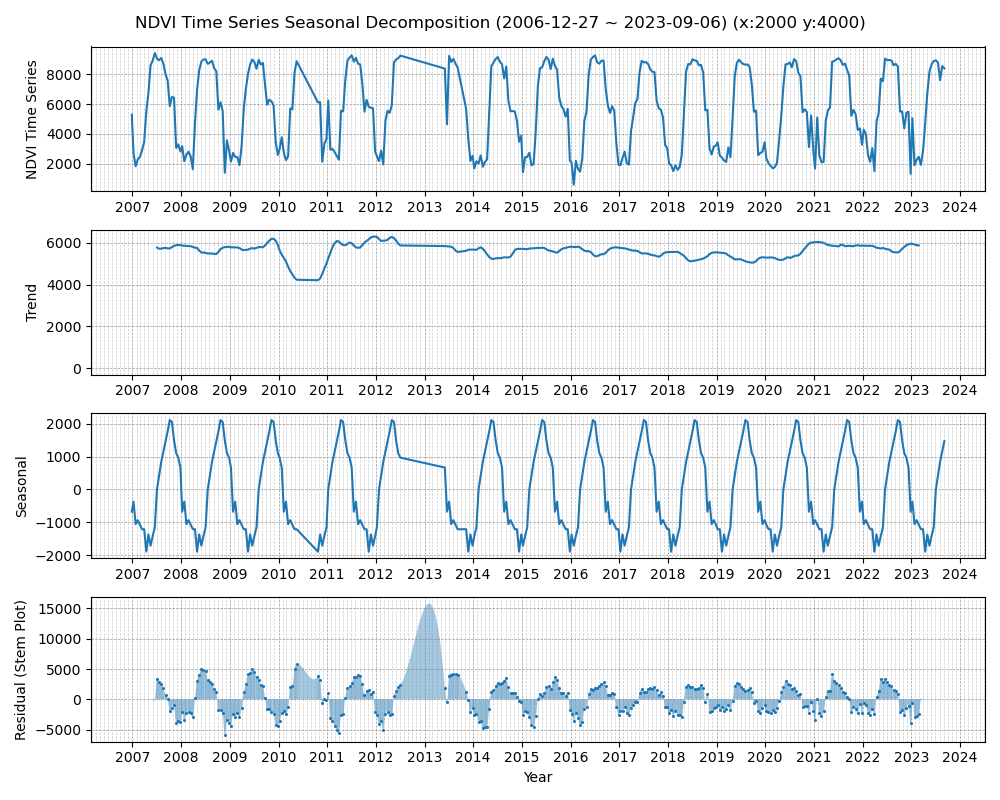 NDVI Time Series Seasonal Decomposition (2006-12-27 ~ 2023-09-06) (x:2000 y:4000)
NDVI Time Series
8000
6000
4000
2000
2007 2008 2009 2010 2011 2012 2013 2014 2015 2016 2017 2018 2019 2020 2021 2022 2023 2024
Trend
6000
4000
2000
0
2007 2008 2009 2010 2011 2012 2013 2014 2015 2016 2017 2018 2019 2020 2021 2022 2023 2024
Seasonal
2000
1000
0
−1000
−2000
2007 2008 2009 2010 2011 2012 2013 2014 2015 2016 2017 2018 2019 2020 2021 2022 2023 2024
Residual (Stem Plot)
15000
10000
5000
0
−5000
2007 2008 2009 2010 2011 2012 2013 2014 2015 2016 2017 2018 2019 2020 2021 2022 2023 2024
Year